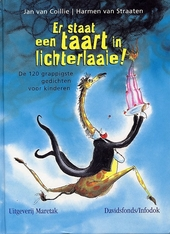 Jan van Coillie | Harmen van Straaten
Er staat
een taart in
lichterlaaie!
De 120 grappigste
gedichten
voor kinderen
Uitgeverij Maretak
Davidsfonds/Infodok